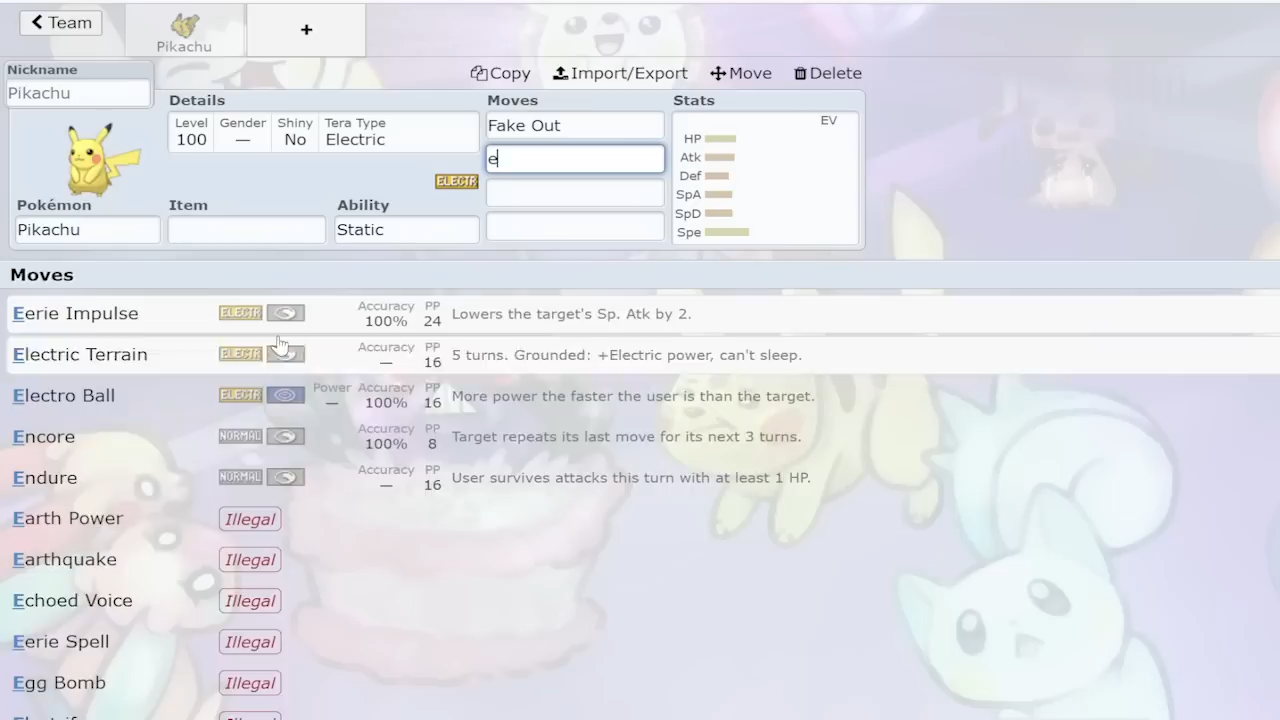 Team
Pikachu
+
Nickname
Pikachu
Copy Import/Export Move Delete
Details
Level Gender Shiny Tera Type
100 — No Electric
ELECTR
Pokémon Item Ability
Pikachu Static
Moves
Fake Out
e
Stats
EV
HP
Atk
Def
SpA
SpD
Spe
Moves
Eerie Impulse ELECTR Accuracy 100% PP 24 Lowers the target's Sp. Atk by 2.
Electric Terrain ELECTR Accuracy — PP 16 5 turns. Grounded: +Electric power, can't sleep.
Electro Ball ELECTR Power — Accuracy 100% PP 16 More power the faster the user is than the target.
Encore NORMAL Accuracy 100% PP 8 Target repeats its last move for its next 3 turns.
Endure NORMAL Accuracy — PP 16 User survives attacks this turn with at least 1 HP.
Earth Power Illegal
Earthquake Illegal
Echoed Voice Illegal
Eerie Spell Illegal
Egg Bomb Illegal